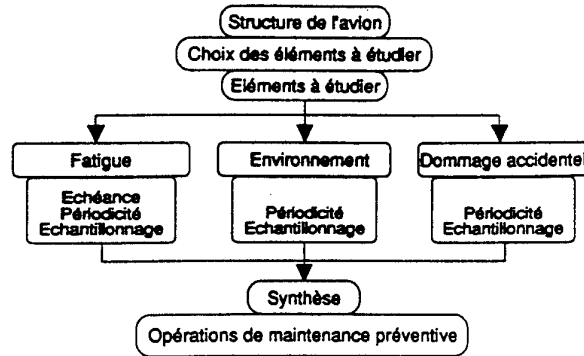 Structure de l'avion
Choix des éléments à étudier
Eléments à étudier
Fatigue
Echéance
Périodicité
Echantillonnage
Environnement
Périodicité
Echantillonnage
Dommage accidentel
Périodicité
Echantillonnage
Synthèse
Opérations de maintenance préventive